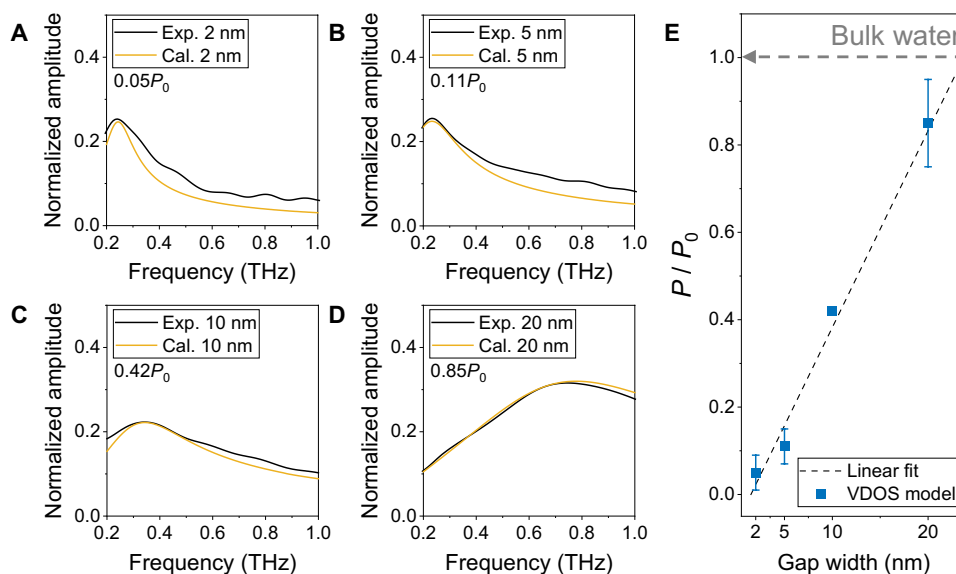 A
Normalized amplitude
0.4
0.2
0.0
Exp. 2 nm
Cal. 2 nm
0.05P0
0.2 0.4 0.6 0.8 1.0
Frequency (THz)
B
Normalized amplitude
0.4
0.2
0.0
Exp. 5 nm
Cal. 5 nm
0.11P0
0.2 0.4 0.6 0.8 1.0
Frequency (THz)
C
Normalized amplitude
0.4
0.2
0.0
Exp. 10 nm
Cal. 10 nm
0.42P0
0.2 0.4 0.6 0.8 1.0
Frequency (THz)
D
Normalized amplitude
0.4
0.2
0.0
Exp. 20 nm
Cal. 20 nm
0.85P0
0.2 0.4 0.6 0.8 1.0
Frequency (THz)
E
Bulk water
P / P0
1.0
0.8
0.6
0.4
0.2
0.0
Linear fit
VDOS model
2 5 10 20
Gap width (nm)